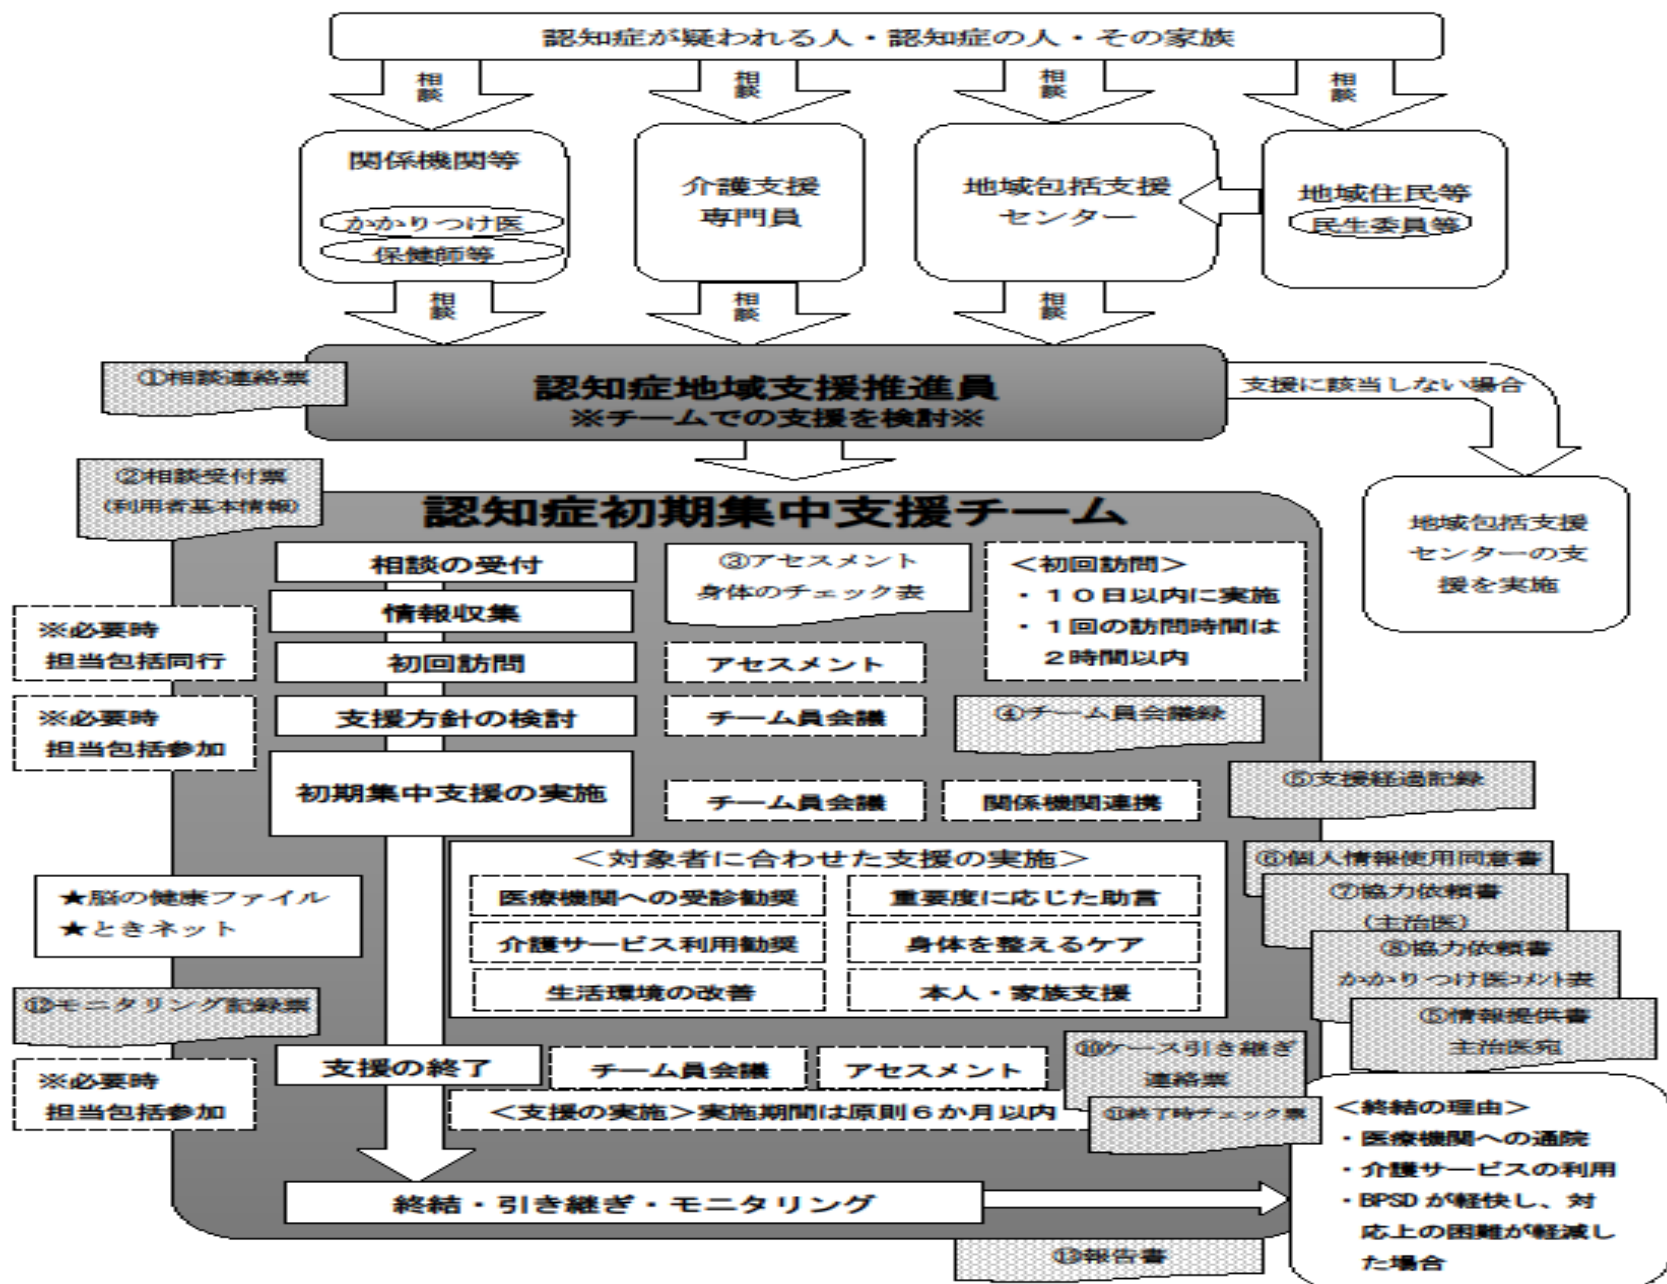 認知症が疑われる人・認知症の人・その家族
相談
相談
相談
相談
関係機関等
かかりつけ医
保健師等
介護支援
専門員
地域包括支援
センター
地域住民等
民生委員等
相談
相談
相談
①相談連絡票
認知症地域支援推進員
※チームでの支援を検討※
支援に該当しない場合
地域包括支援
センターの支
援を実施
②相談受付票
(利用者基本情報)
認知症初期集中支援チーム
相談の受付
③アセスメント
身体のチェック表
＜初回訪問＞
・１０日以内に実施
・１回の訪問時間は
２時間以内
情報収集
※必要時
担当包括同行
初回訪問
アセスメント
※必要時
担当包括参加
支援方針の検討
チーム員会議
④チーム員会議録
初期集中支援の実施
チーム員会議
関係機関連携
⑤支援経過記録
＜対象者に合わせた支援の実施＞
医療機関への受診勧奨
重要度に応じた助言
介護サービス利用勧奨
身体を整えるケア
生活環境の改善
本人・家族支援
⑥個人情報使用同意書
⑦協力依頼書
(主治医)
⑧協力依頼書
かかりつけ医コメント表
⑤情報提供書
主治医宛
★脳の健康ファイル
★ときネット
⑫モニタリング記録票
※必要時
担当包括参加
支援の終了
チーム員会議
アセスメント
⑩ケース引き継ぎ
連絡票
⑪終了時チェック票
＜支援の実施＞実施期間は原則６か月以内
終結・引き継ぎ・モニタリング
＜終結の理由＞
・医療機関への通院
・介護サービスの利用
・BPSDが軽快し、対
応上の困難が軽減し
た場合
⑬報告書